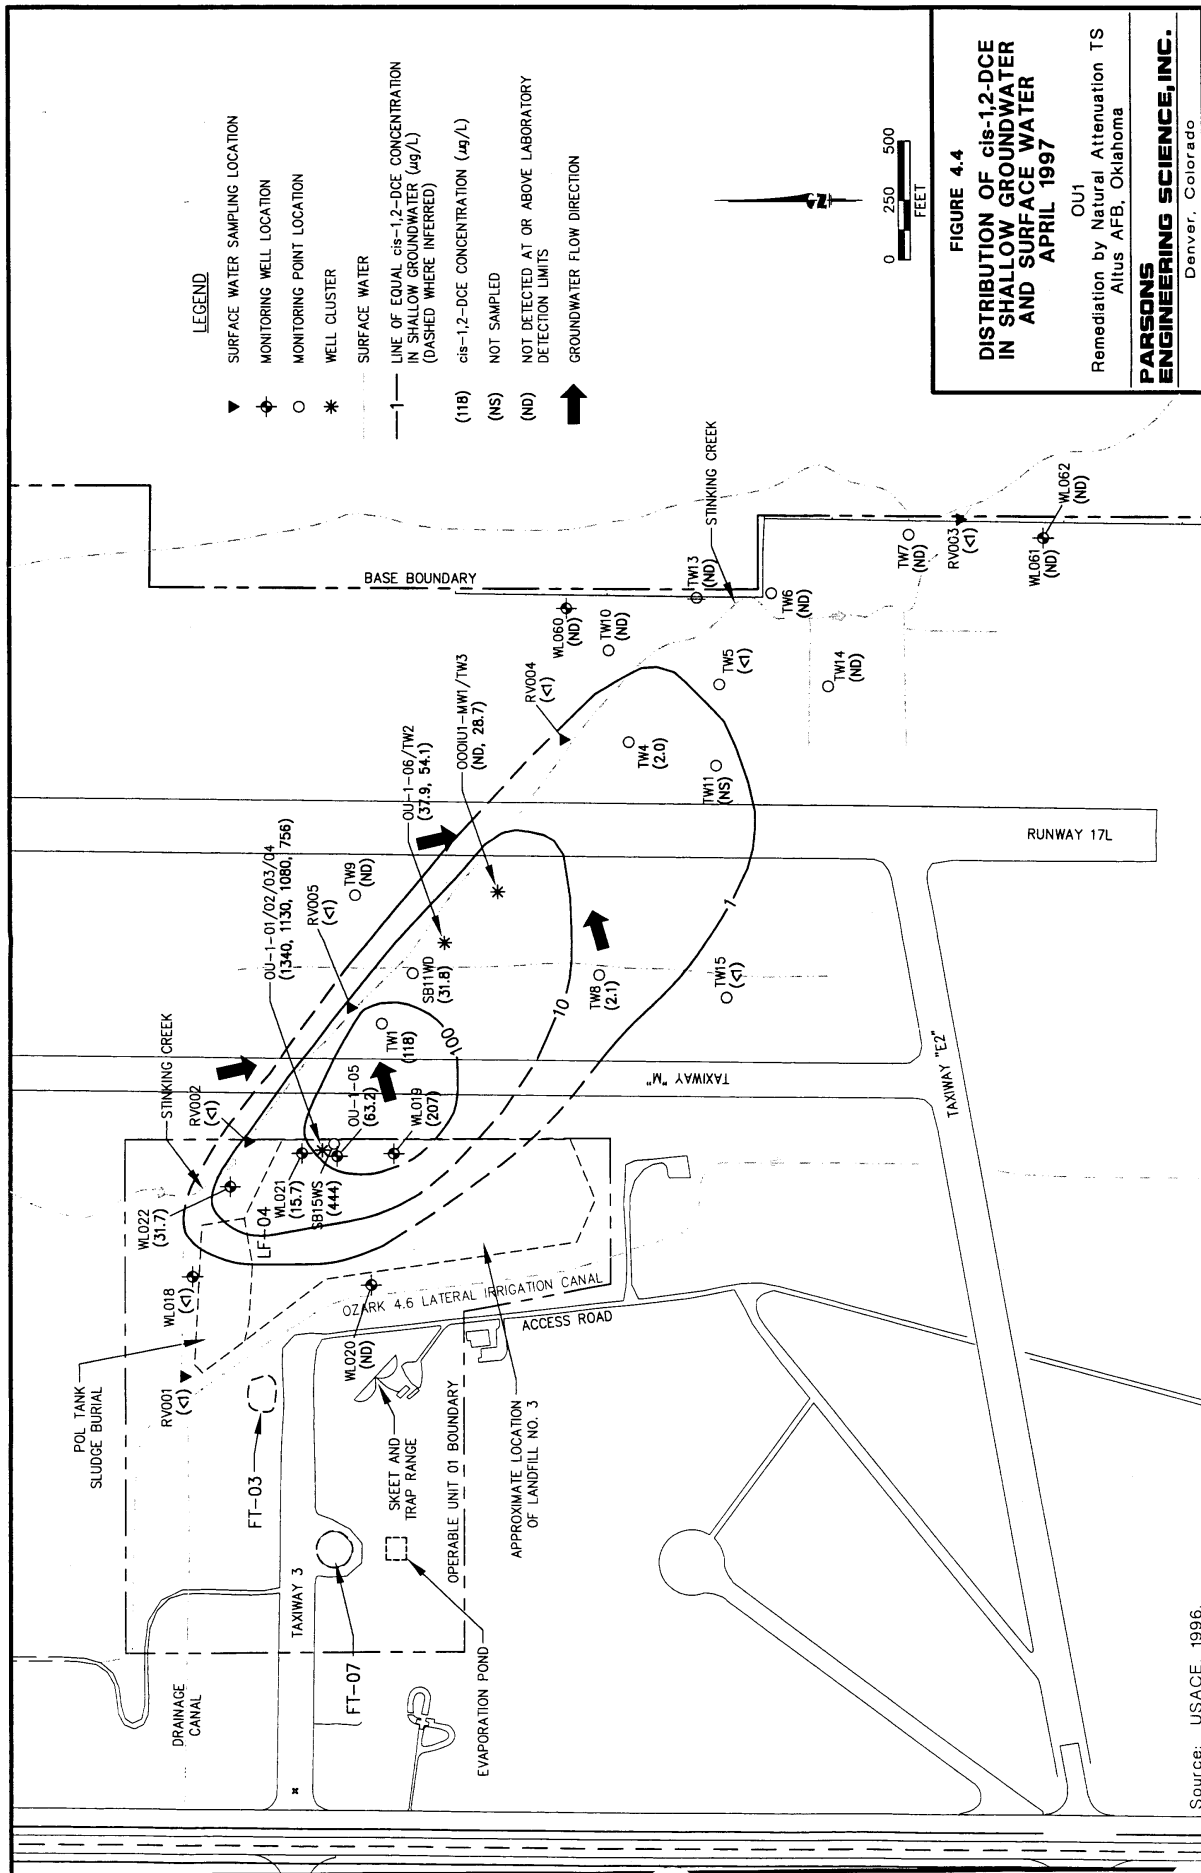 LEGEND
SURFACE WATER SAMPLING LOCATION
MONITORING WELL LOCATION
MONITORING POINT LOCATION
WELL CLUSTER
SURFACE WATER
1
LINE OF EQUAL cis-1,2-DCE CONCENTRATION
IN SHALLOW GROUNDWATER (µg/L)
(DASHED WHERE INFERRED)
(118)
cis-1,2-DCE CONCENTRATION (µg/L)
(NS)
NOT SAMPLED
(ND)
NOT DETECTED AT OR ABOVE LABORATORY
DETECTION LIMITS
GROUNDWATER FLOW DIRECTION
N
0 250 500
FEET
FIGURE 4.4
DISTRIBUTION OF cis-1,2-DCE
IN SHALLOW GROUNDWATER
AND SURFACE WATER
APRIL 1997
OU1
Remediation by Natural Attenuation TS
Altus AFB, Oklahoma
PARSONS
ENGINEERING SCIENCE, INC.
Denver, Colorado
DRAINAGE
CANAL
POL TANK
SLUDGE BURIAL
RV001
(<1)
WL018
(<1)
WL022
(31.7)
STINKING CREEK
RV002
(<1)
OU-1-01/02/03/04
(1340, 1130, 1080, 756)
RV005
(<1)
TW9
(ND)
OU-1-06/TW2
(37.9, 54.1)
000IU1-MW1/TW3
(ND, 28.7)
RV004
(<1)
WL060
(ND)
TW10
(ND)
BASE BOUNDARY
TW13
(ND)
STINKING CREEK
TW6
(ND)
TW7
(ND)
RV003
(<1)
WL061
(ND)
WL062
(ND)
TW5
(<1)
TW14
(ND)
TW4
(2.0)
TW11
(NS)
RUNWAY 17L
1
TW15
(<1)
TW8
(2.1)
10
SB11WD
(31.8)
TW1
(118)
100
OU-1-05
(63.2)
WL019
(207)
WL021
(15.7)
SB15WS
(444)
LF-04
TAXIWAY "M"
TAXIWAY "E2"
OZARK 4.6 LATERAL IRRIGATION CANAL
WL020
(ND)
ACCESS ROAD
FT-03
TAXIWAY 3
FT-07
SKEET AND
TRAP RANGE
OPERABLE UNIT 01 BOUNDARY
EVAPORATION POND
APPROXIMATE LOCATION
OF LANDFILL NO. 3
Source: USACE, 1996.